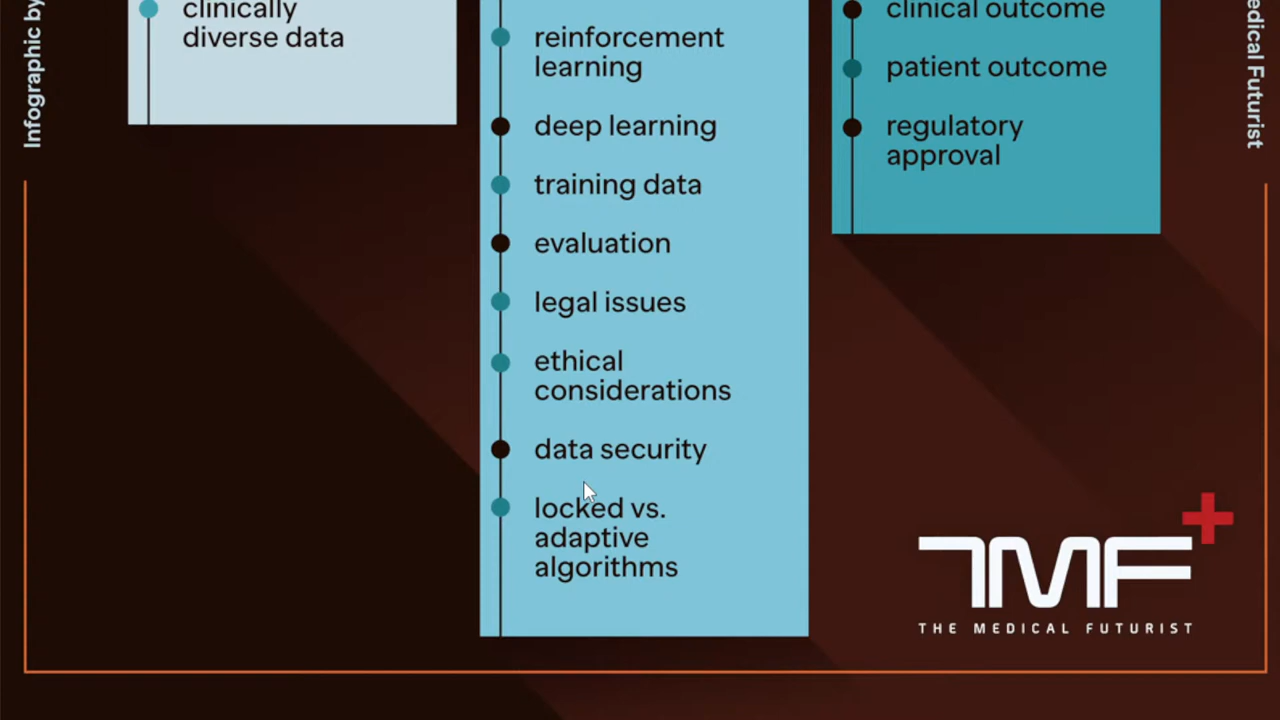 Infographic by
clinically
diverse data
reinforcement
learning
deep learning
training data
evaluation
legal issues
ethical
considerations
data security
locked vs.
adaptive
algorithms
clinical outcome
patient outcome
regulatory
approval
edical Futurist
TMF
THE MEDICAL FUTURIST